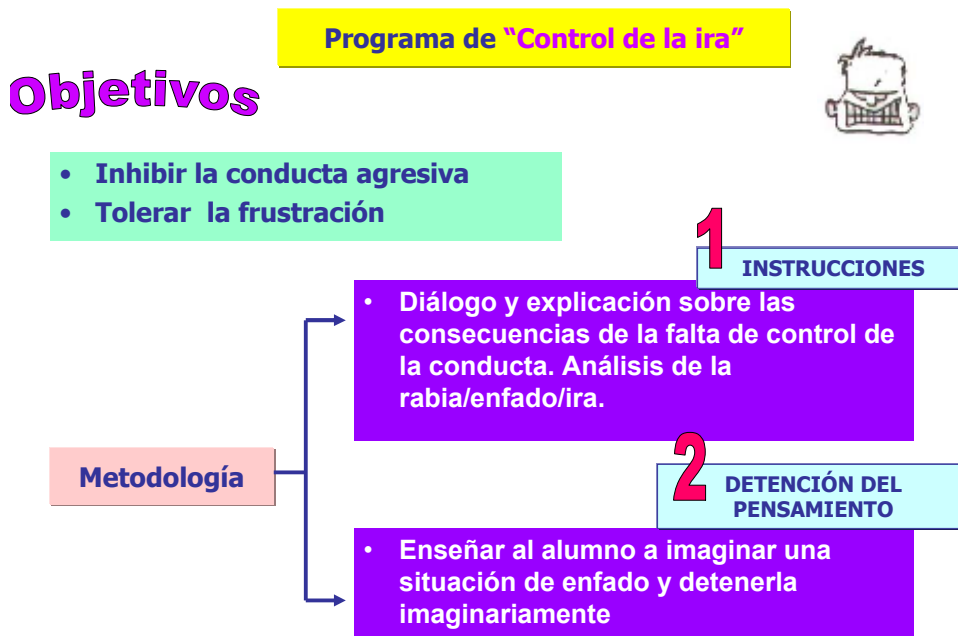 Programa de “Control de la ira”
Objetivos
• Inhibir la conducta agresiva
• Tolerar la frustración
1
INSTRUCCIONES
• Diálogo y explicación sobre las
consecuencias de la falta de control de
la conducta. Análisis de la
rabia/enfado/ira.
Metodología
2
DETENCIÓN DEL
PENSAMIENTO
• Enseñar al alumno a imaginar una
situación de enfado y detenerla
imaginariamente